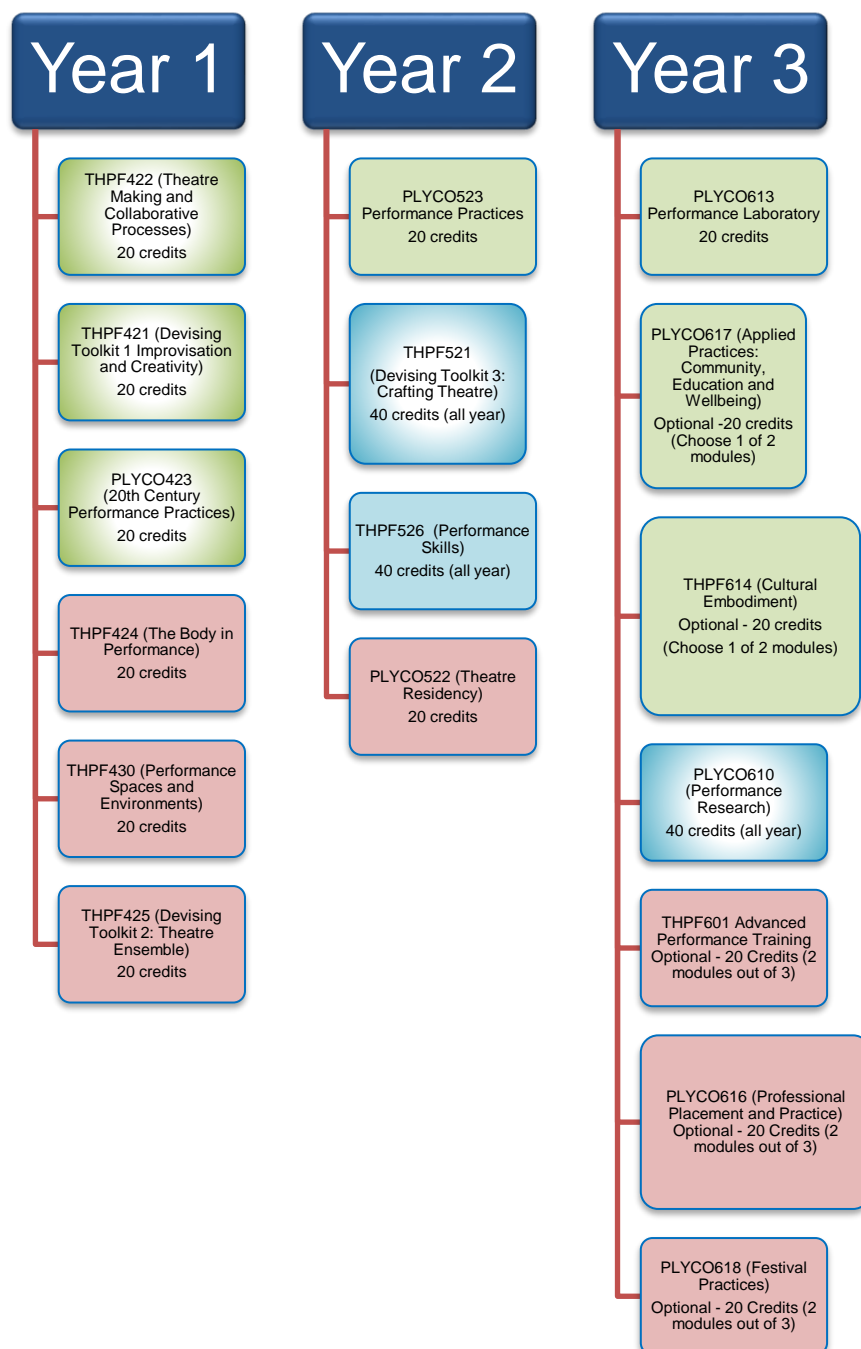 Year 1
THPF422 (Theatre
Making and
Collaborative
Processes)
20 credits
THPF421 (Devising
Toolkit 1 Improvisation
and Creativity)
20 credits
PLYCO423
(20th Century
Performance Practices)
20 credits
THPF424 (The Body in
Performance)
20 credits
THPF430 (Performance
Spaces and
Environments)
20 credits
THPF425 (Devising
Toolkit 2: Theatre
Ensemble)
20 credits
Year 2
PLYCO523
Performance Practices
20 credits
THPF521
(Devising Toolkit 3:
Crafting Theatre)
40 credits (all year)
THPF526 (Performance
Skills)
40 credits (all year)
PLYCO522 (Theatre
Residency)
20 credits
Year 3
PLYCO613
Performance Laboratory
20 credits
PLYCO617 (Applied
Practices:
Community,
Education and
Wellbeing)
Optional -20 credits
(Choose 1 of 2
modules)
THPF614 (Cultural
Embodiment)
Optional - 20 credits
(Choose 1 of 2 modules)
PLYCO610
(Performance
Research)
40 credits (all year)
THPF601 Advanced
Performance Training
Optional - 20 Credits (2
modules out of 3)
PLYCO616 (Professional
Placement and Practice)
Optional - 20 Credits (2
modules out of 3)
PLYCO618 (Festival
Practices)
Optional - 20 Credits (2
modules out of 3)